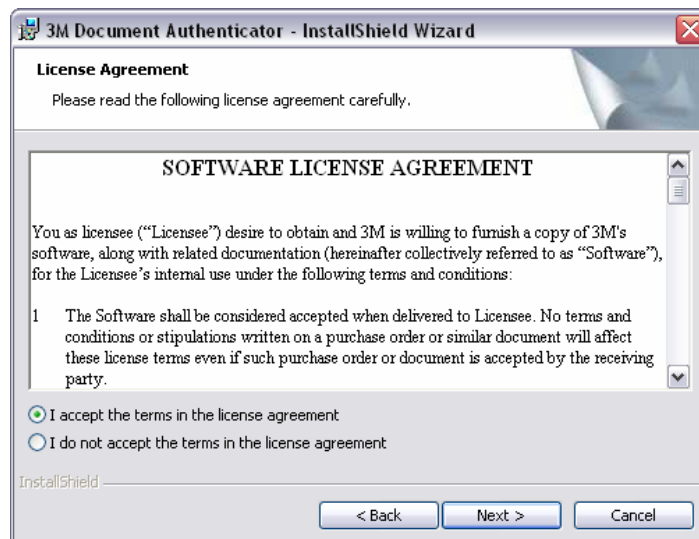 3M Document Authenticator - InstallShield Wizard
License Agreement
Please read the following license agreement carefully.
SOFTWARE LICENSE AGREEMENT
You as licensee (“Licensee”) desire to obtain and 3M is willing to furnish a copy of 3M's
software, along with related documentation (hereinafter collectively referred to as “Software”),
for the Licensee’s internal use under the following terms and conditions:
1 The Software shall be considered accepted when delivered to Licensee. No terms and
conditions or stipulations written on a purchase order or similar document will affect
these license terms even if such purchase order or document is accepted by the receiving
party.
I accept the terms in the license agreement
I do not accept the terms in the license agreement
InstallShield
< Back Next > Cancel